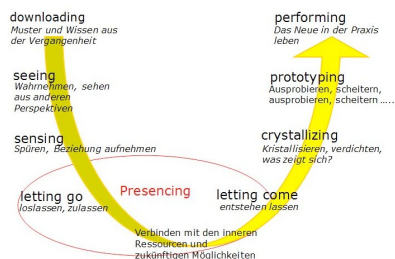 downloading
Muster und Wissen aus
der Vergangenheit
seeing
Wahrnehmen, sehen
aus anderen
Perspektiven
sensing
Spüren, Beziehung aufnehmen
letting go
loslassen, zulassen
Presencing
Verbinden mit den inneren
Ressourcen und
zukünftigen Möglichkeiten
letting come
entstehen lassen
crystallizing
Kristallisieren, verdichten,
was zeigt sich?
prototyping
Ausprobieren, scheitern,
ausprobieren, scheitern .....
performing
Das Neue in der Praxis
leben